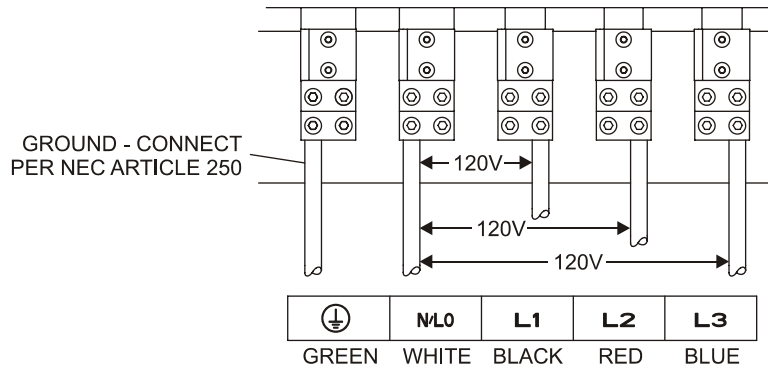 GROUND - CONNECT
PER NEC ARTICLE 250
120V
120V
120V
N/L0 L1 L2 L3
GREEN WHITE BLACK RED BLUE